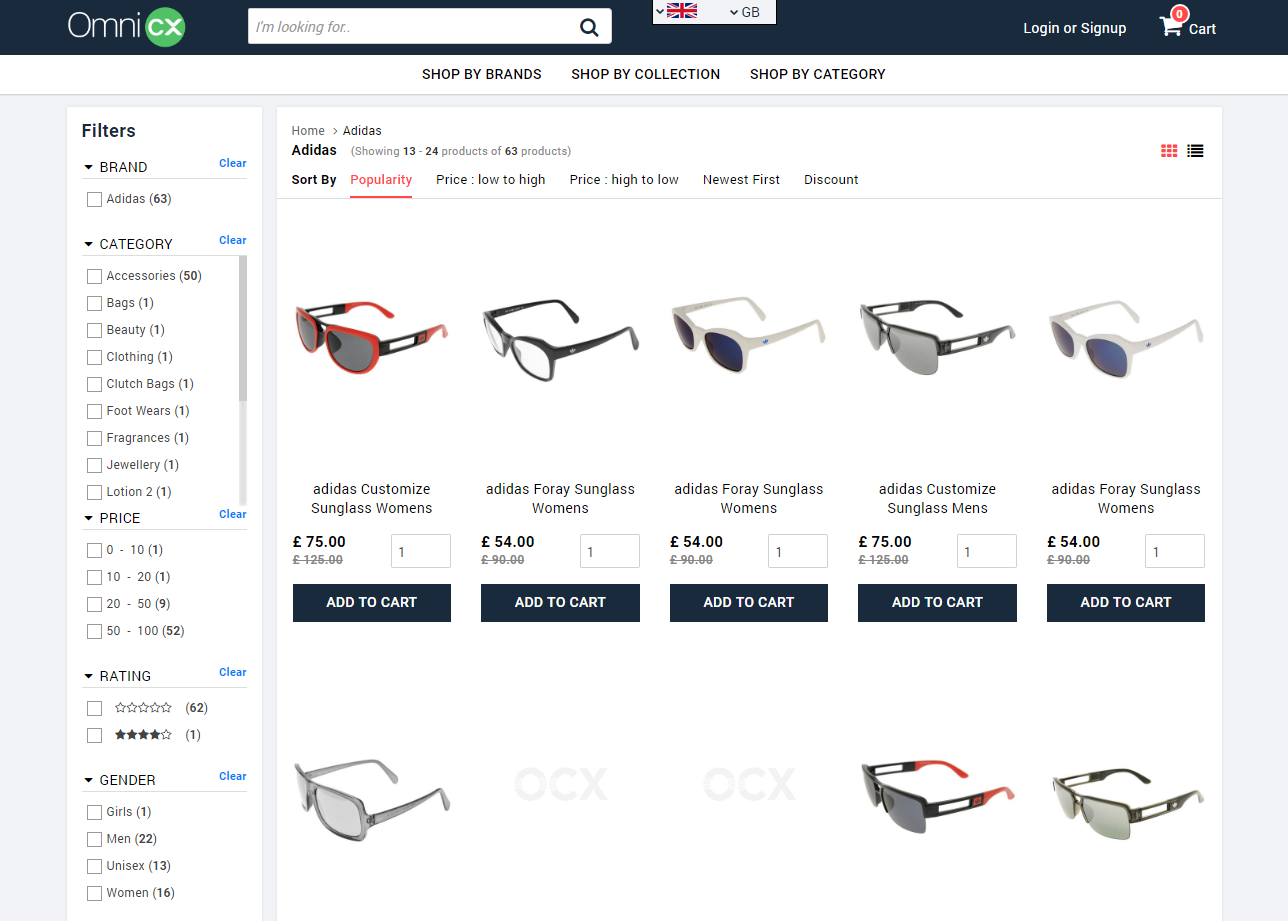 Omni CX
I'm looking for..
GB
Login or Signup
0
Cart
SHOP BY BRANDS SHOP BY COLLECTION SHOP BY CATEGORY
Filters
BRAND Clear
Adidas (63)
CATEGORY Clear
Accessories (50)
Bags (1)
Beauty (1)
Clothing (1)
Clutch Bags (1)
Foot Wears (1)
Fragrances (1)
Jewellery (1)
Lotion 2 (1)
PRICE Clear
0 - 10 (1)
10 - 20 (1)
20 - 50 (9)
50 - 100 (52)
RATING Clear
(62)
(1)
GENDER Clear
Girls (1)
Men (22)
Unisex (13)
Women (16)
Home > Adidas
Adidas (Showing 13 - 24 products of 63 products)
Sort By Popularity Price : low to high Price : high to low Newest First Discount
adidas Customize
Sunglass Womens
£ 75.00
£ 125.00
1
ADD TO CART
adidas Foray Sunglass
Womens
£ 54.00
£ 90.00
1
ADD TO CART
adidas Foray Sunglass
Womens
£ 54.00
£ 90.00
1
ADD TO CART
adidas Customize
Sunglass Mens
£ 75.00
£ 125.00
1
ADD TO CART
adidas Foray Sunglass
Womens
£ 54.00
£ 90.00
1
ADD TO CART
OCX
OCX